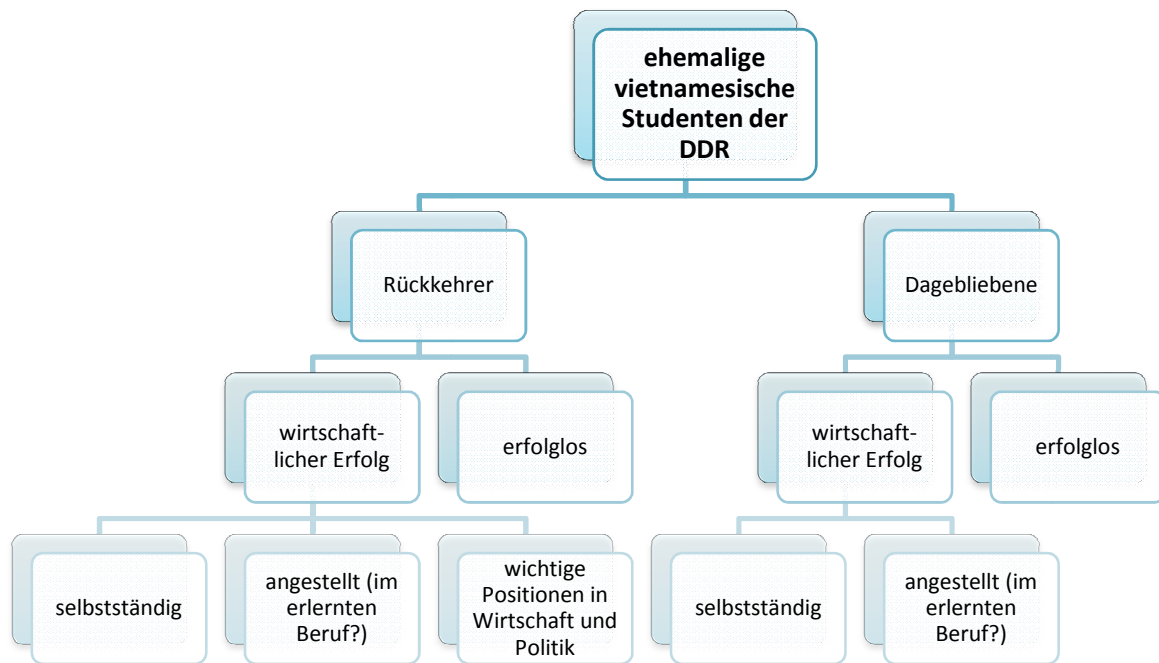 ehemalige
vietnamesische
Studenten der
DDR
Rückkehrer
Dagebliebene
wirtschaft-
licher Erfolg
erfolglos
wirtschaft-
licher Erfolg
erfolglos
selbstständig
angestellt (im
erlernten
Beruf?)
wichtige
Positionen in
Wirtschaft und
Politik
selbstständig
angestellt (im
erlernten
Beruf?)